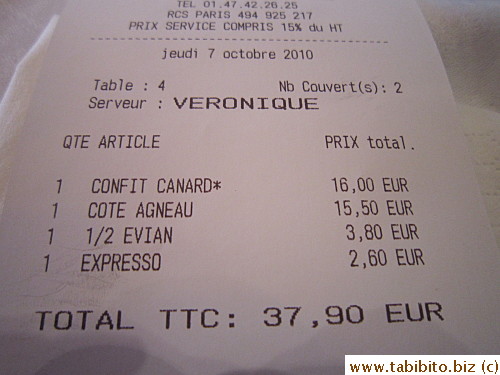 TEL 01.47.42.26.25
RCS PARIS 494 925 217
PRIX SERVICE COMPRIS 15% du HT
jeudi 7 octobre 2010
Table : 4 Nb Couvert(s): 2
Serveur : VERONIQUE
QTE ARTICLE PRIX total.
1 CONFIT CANARD* 16,00 EUR
1 COTE AGNEAU 15,50 EUR
1 1/2 EVIAN 3,80 EUR
1 EXPRESSO 2,60 EUR
TOTAL TTC: 37,90 EUR
www.tabibito.biz (c)